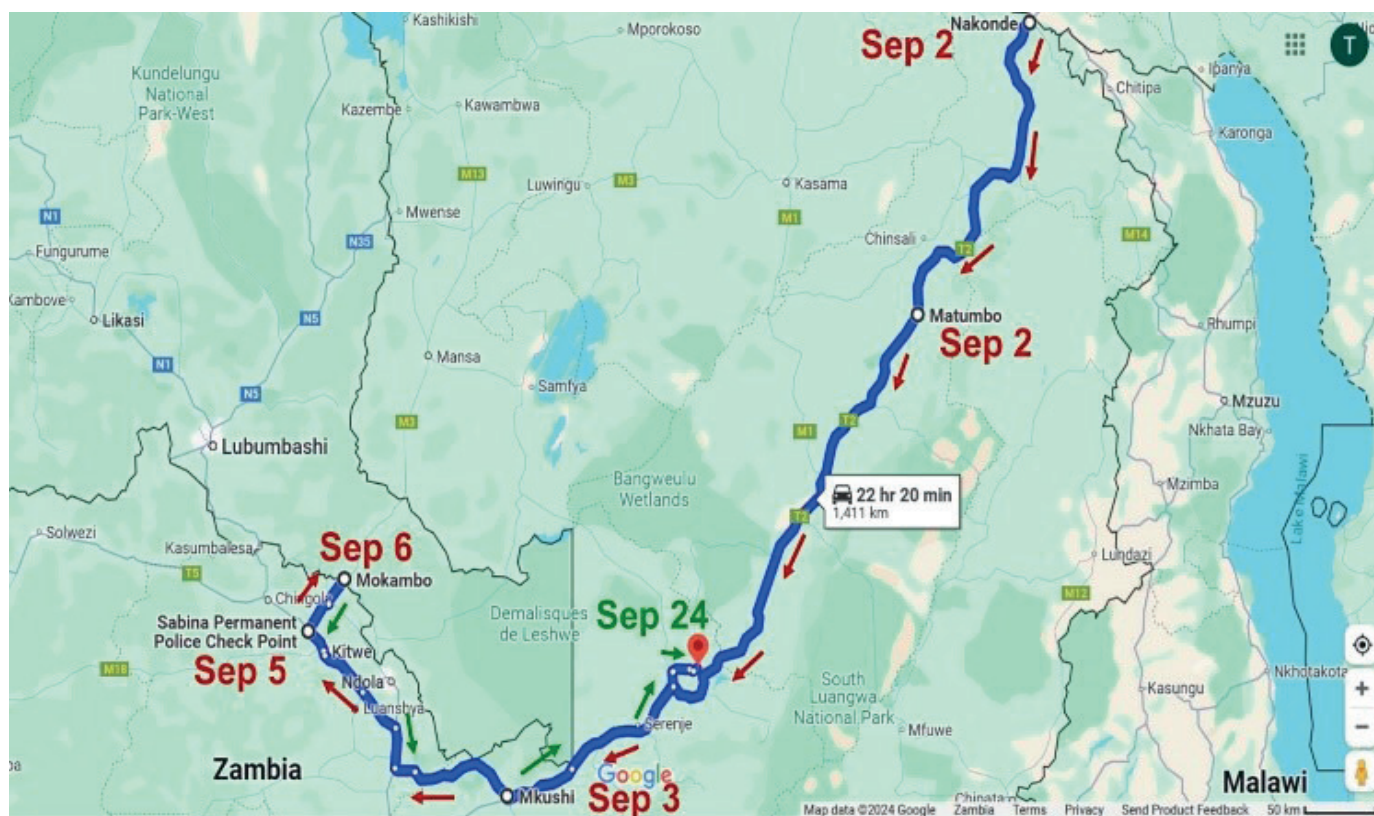 Kashikishi
Nakonde
Sep 2
Mporokoso
T
Kundelungu
National
Park-West
Ipanya
Chitipa
Kazembe
Kawambwa
Karonga
M13
Luwingu
M3
Kasama
N1
Mwense
M1
N35
Chinsali
T2
M14
Fungurume
Kambove
Likasi
N5
Matumbo
Sep 2
Rhumpi
Mansa
N1
Samfya
N5
Mzuzu
M3
T2
M1
Nkhata Bay
Lubumbashi
Bangweulu
Wetlands
Lake Malawi
Mzimba
22 hr 20 min
1,411 km
T2
Solwezi
Kasumbalesa
Sep 6
Mokambo
Lundazi
T5
Chingola
M12
Sabina Permanent
Police Check Point
Demalisques
de Leshwe
Sep 24
Kitwe
Sep 5
M18
Ndola
South
Luangwa
National Park
Nkhotakota
Kasungu
Luanshya
Serenje
Mfuwe
Zambia
Google
Malawi
Mkushi
Sep 3
Chinata
Map data ©2024 Google Zambia Terms Privacy Send Product Feedback 50 km